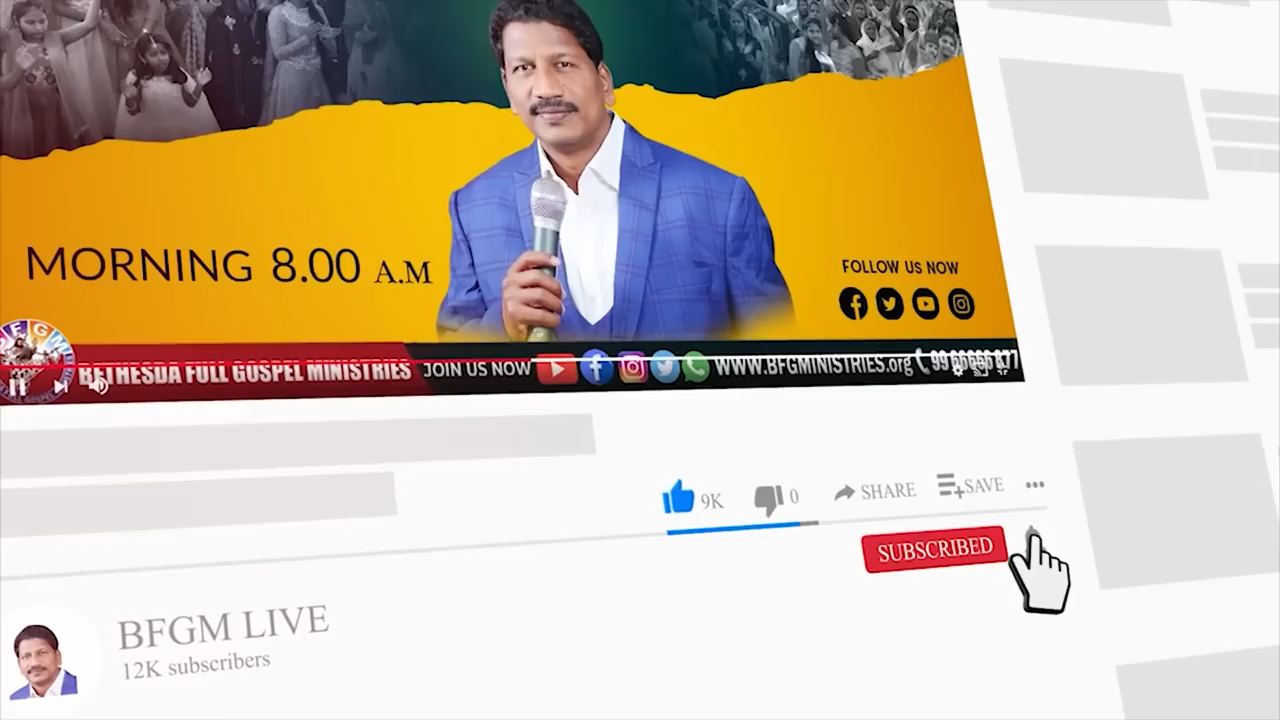 MORNING 8.00 A.M
FOLLOW US NOW
BFGM
BETHESDA FULL GOSPEL MINISTRIES JOIN US NOW WWW.BFGMINISTRIES.org
9K 0 SHARE SAVE
SUBSCRIBED
BFGM LIVE
12K subscribers